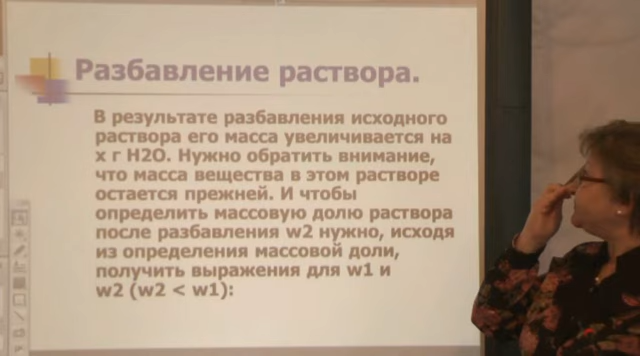 Разбавление раствора.
В результате разбавления исходного
раствора его масса увеличивается на
х г Н2О. Нужно обратить внимание,
что масса вещества в этом растворе
остается прежней. И чтобы
определить массовую долю раствора
после разбавления w2 нужно, исходя
из определения массовой доли,
получить выражения для w1 и
w2 (w2 < w1):